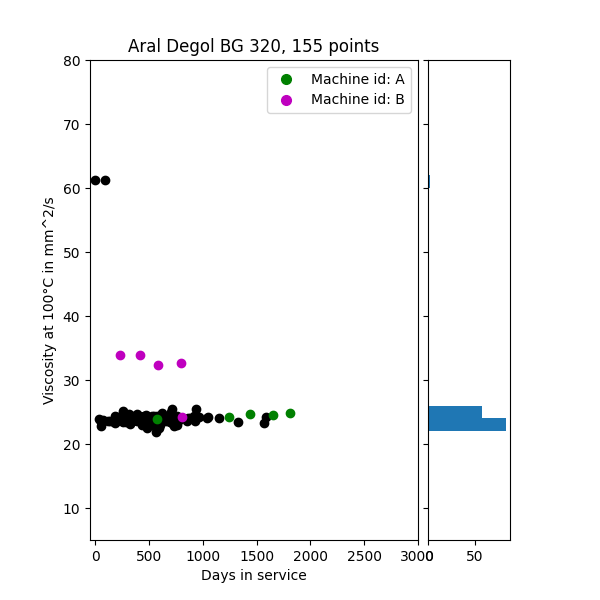 Aral Degol BG 320, 155 points
80
70
60
50
40
30
20
10
Viscosity at 100°C in mm^2/s
Machine id: A
Machine id: B
0 500 1000 1500 2000 2500 3000
0 50
Days in service